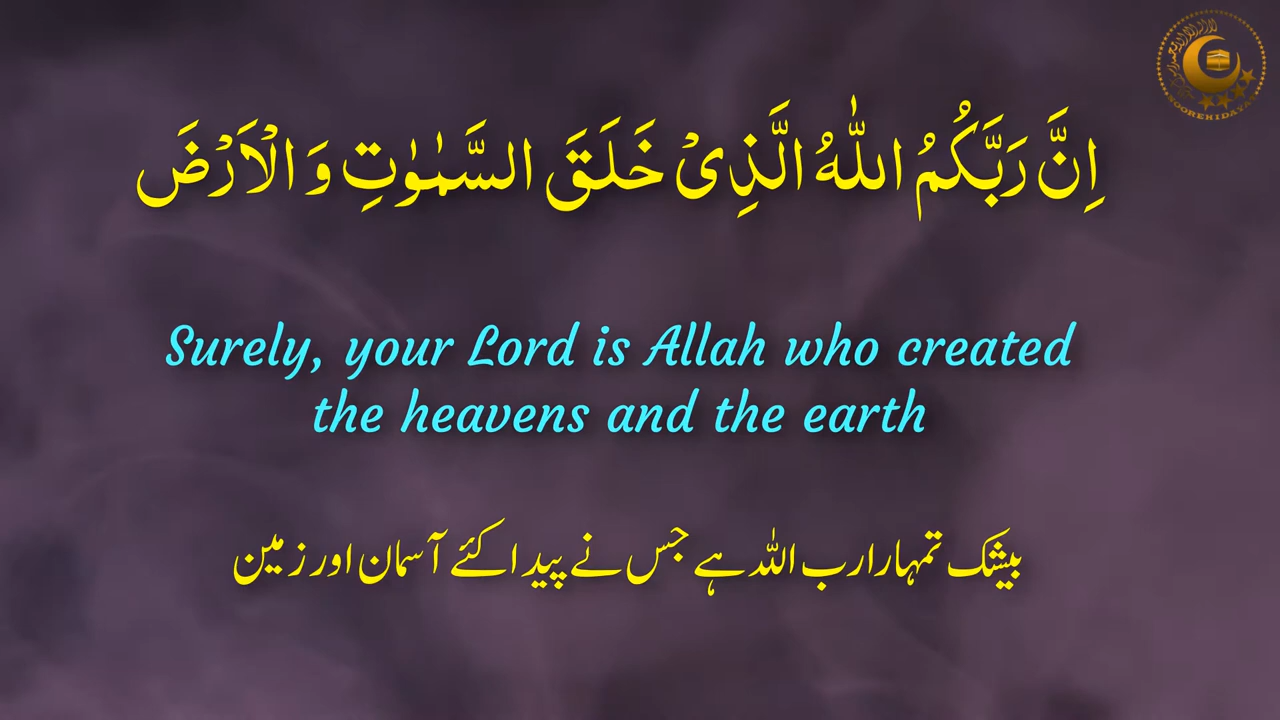 اِنَّ رَبَّكُمُ اللّٰهُ الَّذِیْ خَلَقَ السَّمٰوٰتِ وَ الْاَرْضَ
Surely, your Lord is Allah who created
the heavens and the earth
بیشک تمہارا رب اللہ ہے جس نے پیدا کئے آسمان اور زمین
NOOREHIDAYAT